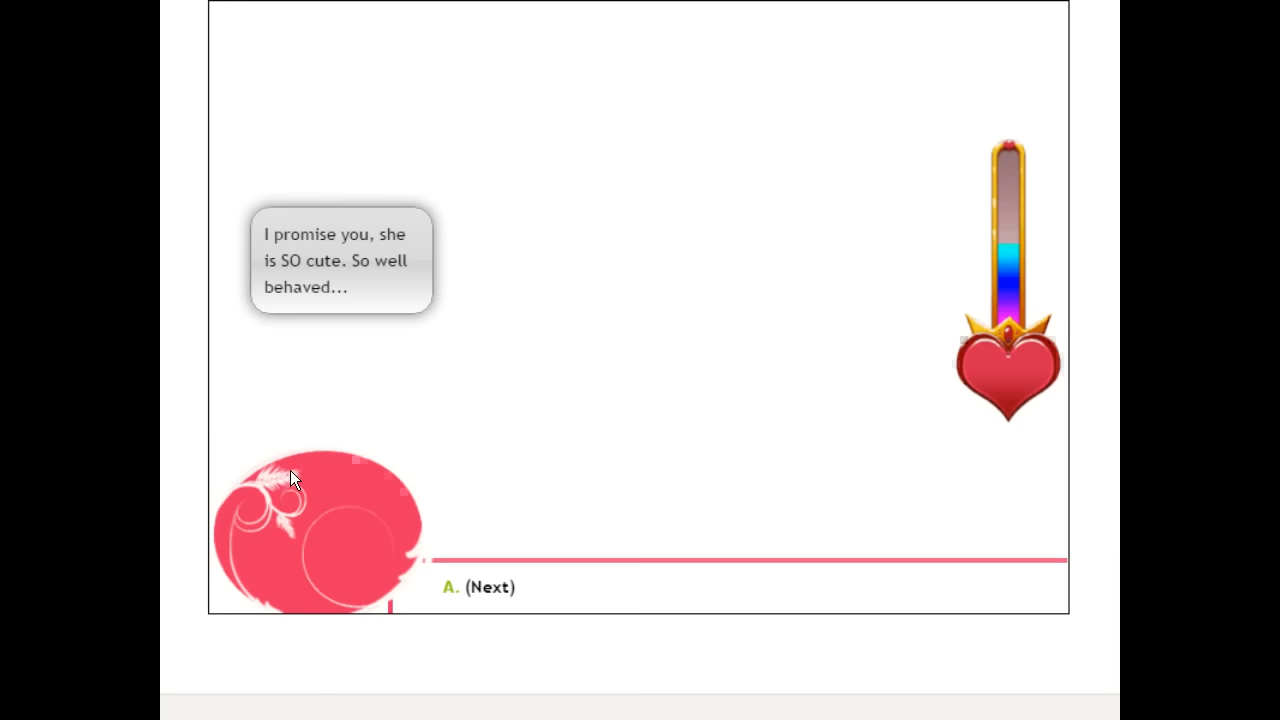 I promise you, she
is SO cute. So well
behaved...
A. (Next)